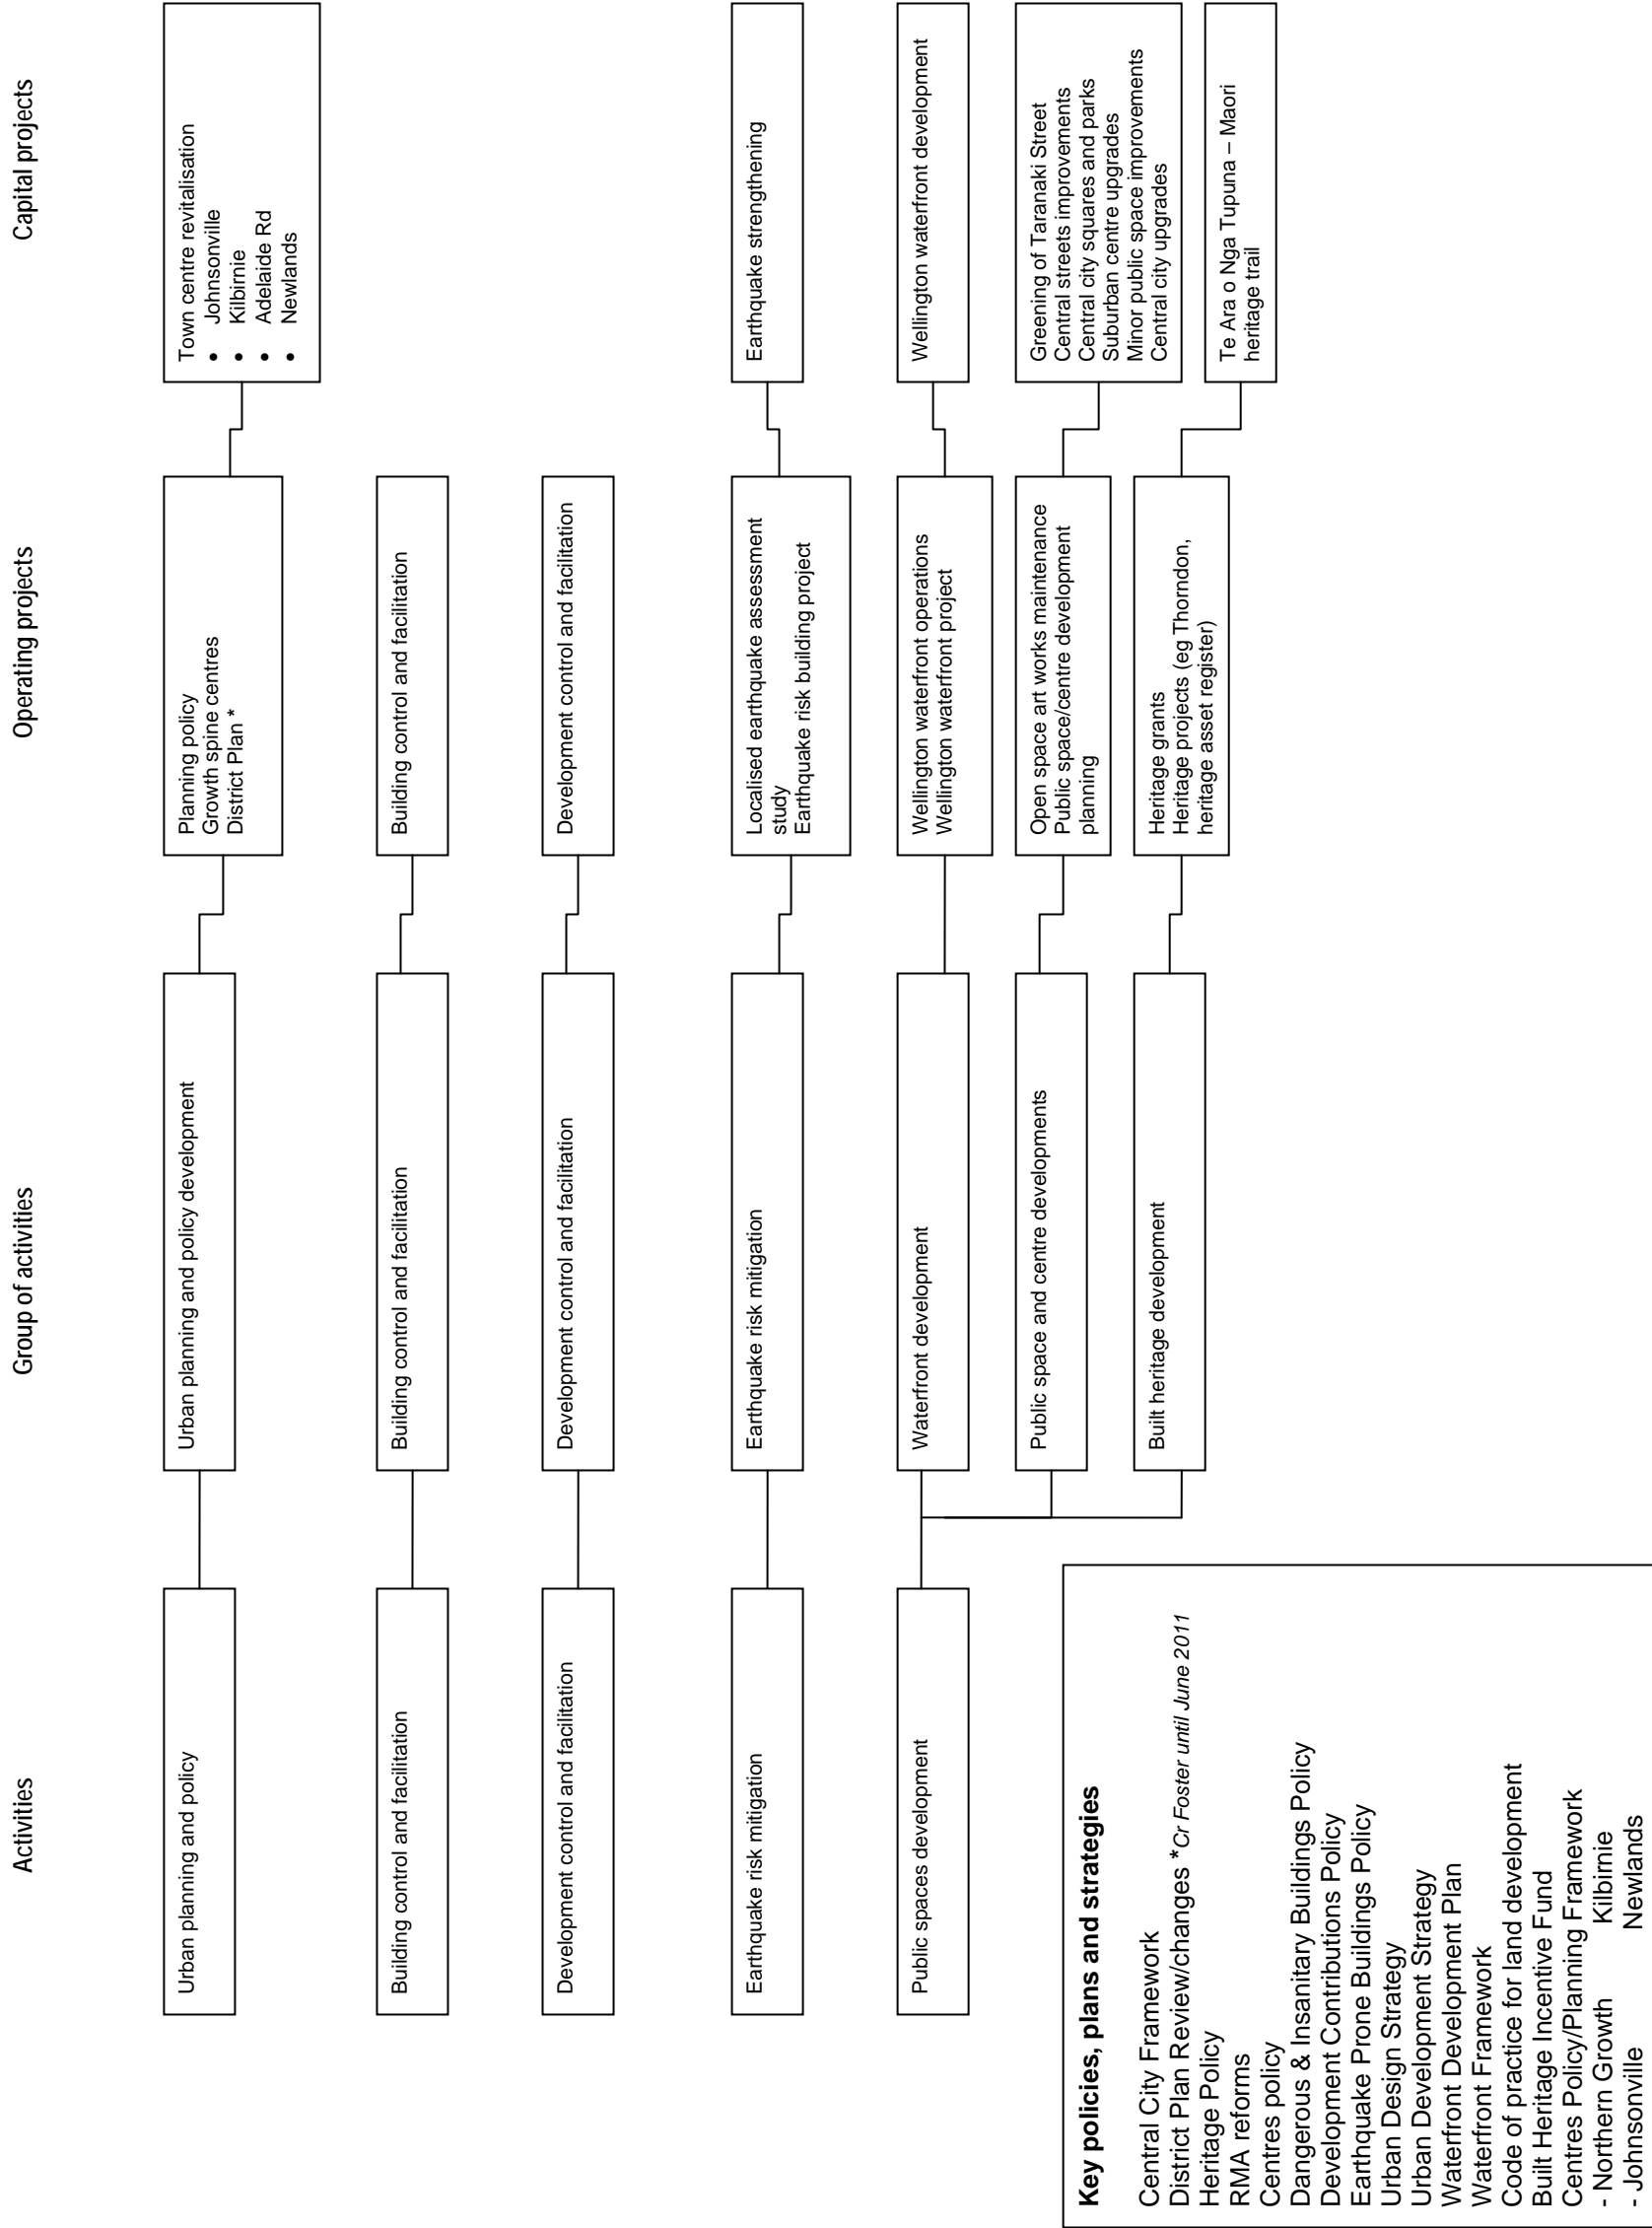 Activities
Group of activities
Operating projects
Capital projects
Urban planning and policy
Urban planning and policy development
Planning policy
Growth spine centres
District Plan *
Town centre revitalisation
• Johnsonville
• Kilbirnie
• Adelaide Rd
• Newlands
Building control and facilitation
Building control and facilitation
Building control and facilitation
Development control and facilitation
Development control and facilitation
Development control and facilitation
Earthquake risk mitigation
Earthquake risk mitigation
Localised earthquake assessment
study
Earthquake risk building project
Earthquake strengthening
Public spaces development
Waterfront development
Wellington waterfront operations
Wellington waterfront project
Wellington waterfront development
Public space and centre developments
Open space art works maintenance
Public space/centre development
planning
Greening of Taranaki Street
Central streets improvements
Central city squares and parks
Suburban centre upgrades
Minor public space improvements
Central city upgrades
Built heritage development
Heritage grants
Heritage projects (eg Thorndon,
heritage asset register)
Te Ara o Nga Tupuna – Maori
heritage trail
Key policies, plans and strategies
Central City Framework
District Plan Review/changes *Cr Foster until June 2011
Heritage Policy
RMA reforms
Centres policy
Dangerous & Insanitary Buildings Policy
Development Contributions Policy
Earthquake Prone Buildings Policy
Urban Design Strategy
Urban Development Strategy
Waterfront Development Plan
Waterfront Framework
Code of practice for land development
Built Heritage Incentive Fund
Centres Policy/Planning Framework
- Northern Growth Kilbirnie
- Johnsonville Newlands